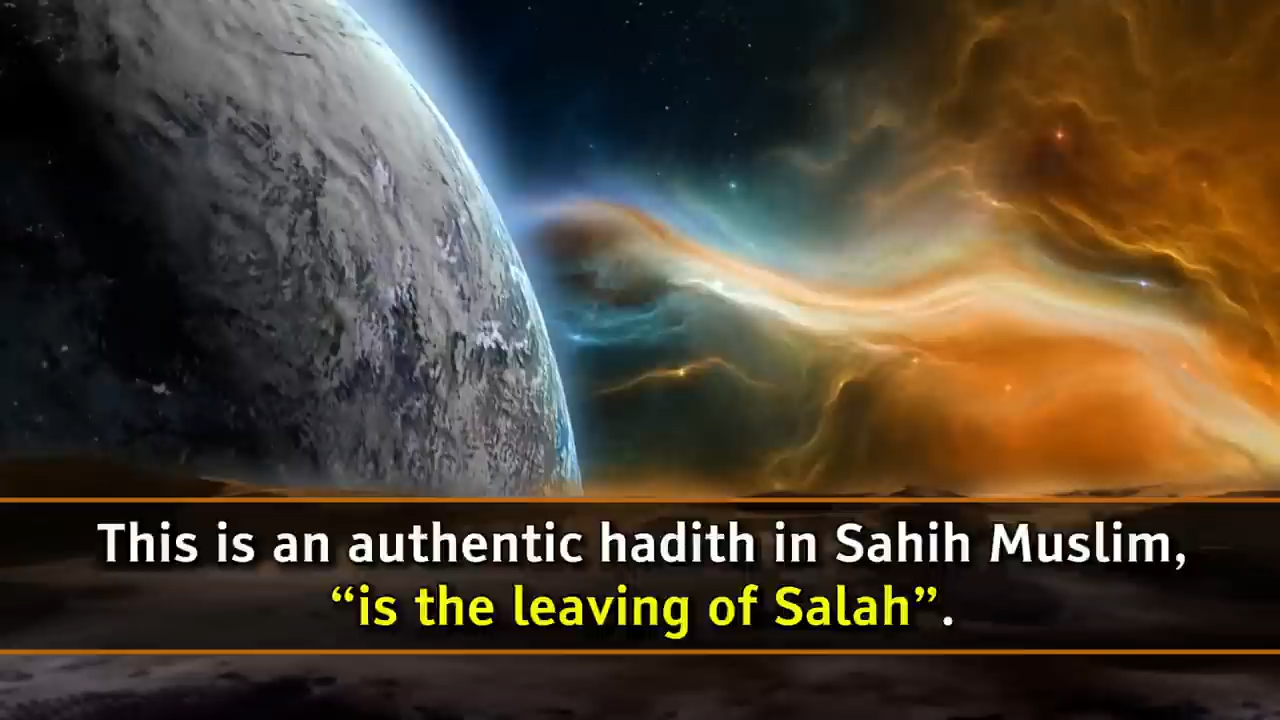 This is an authentic hadith in Sahih Muslim,
“is the leaving of Salah”.